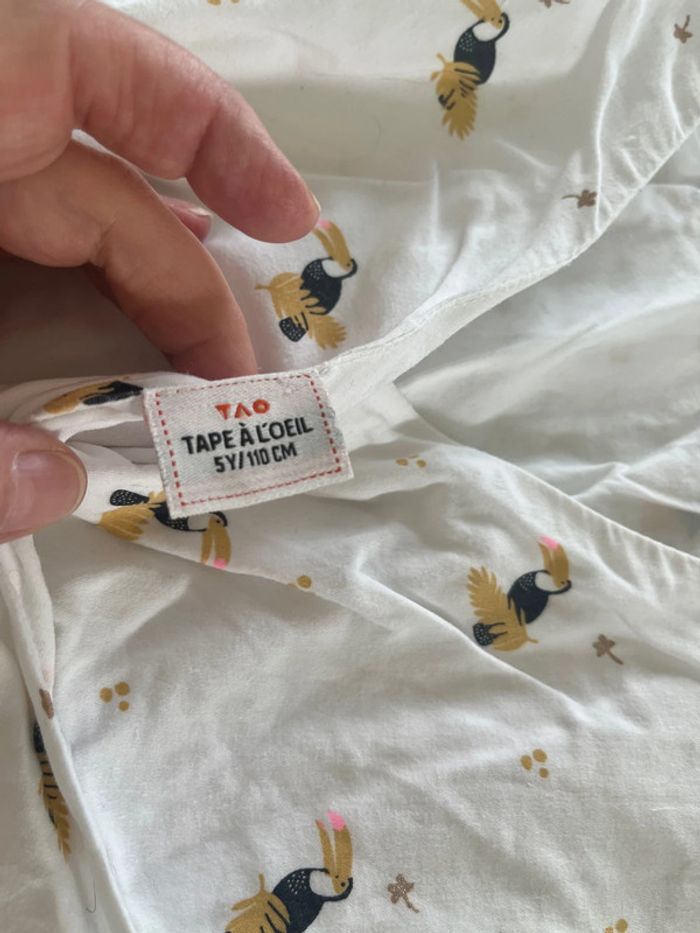 TAO
TAPE À L'OEIL
5Y/110 CM